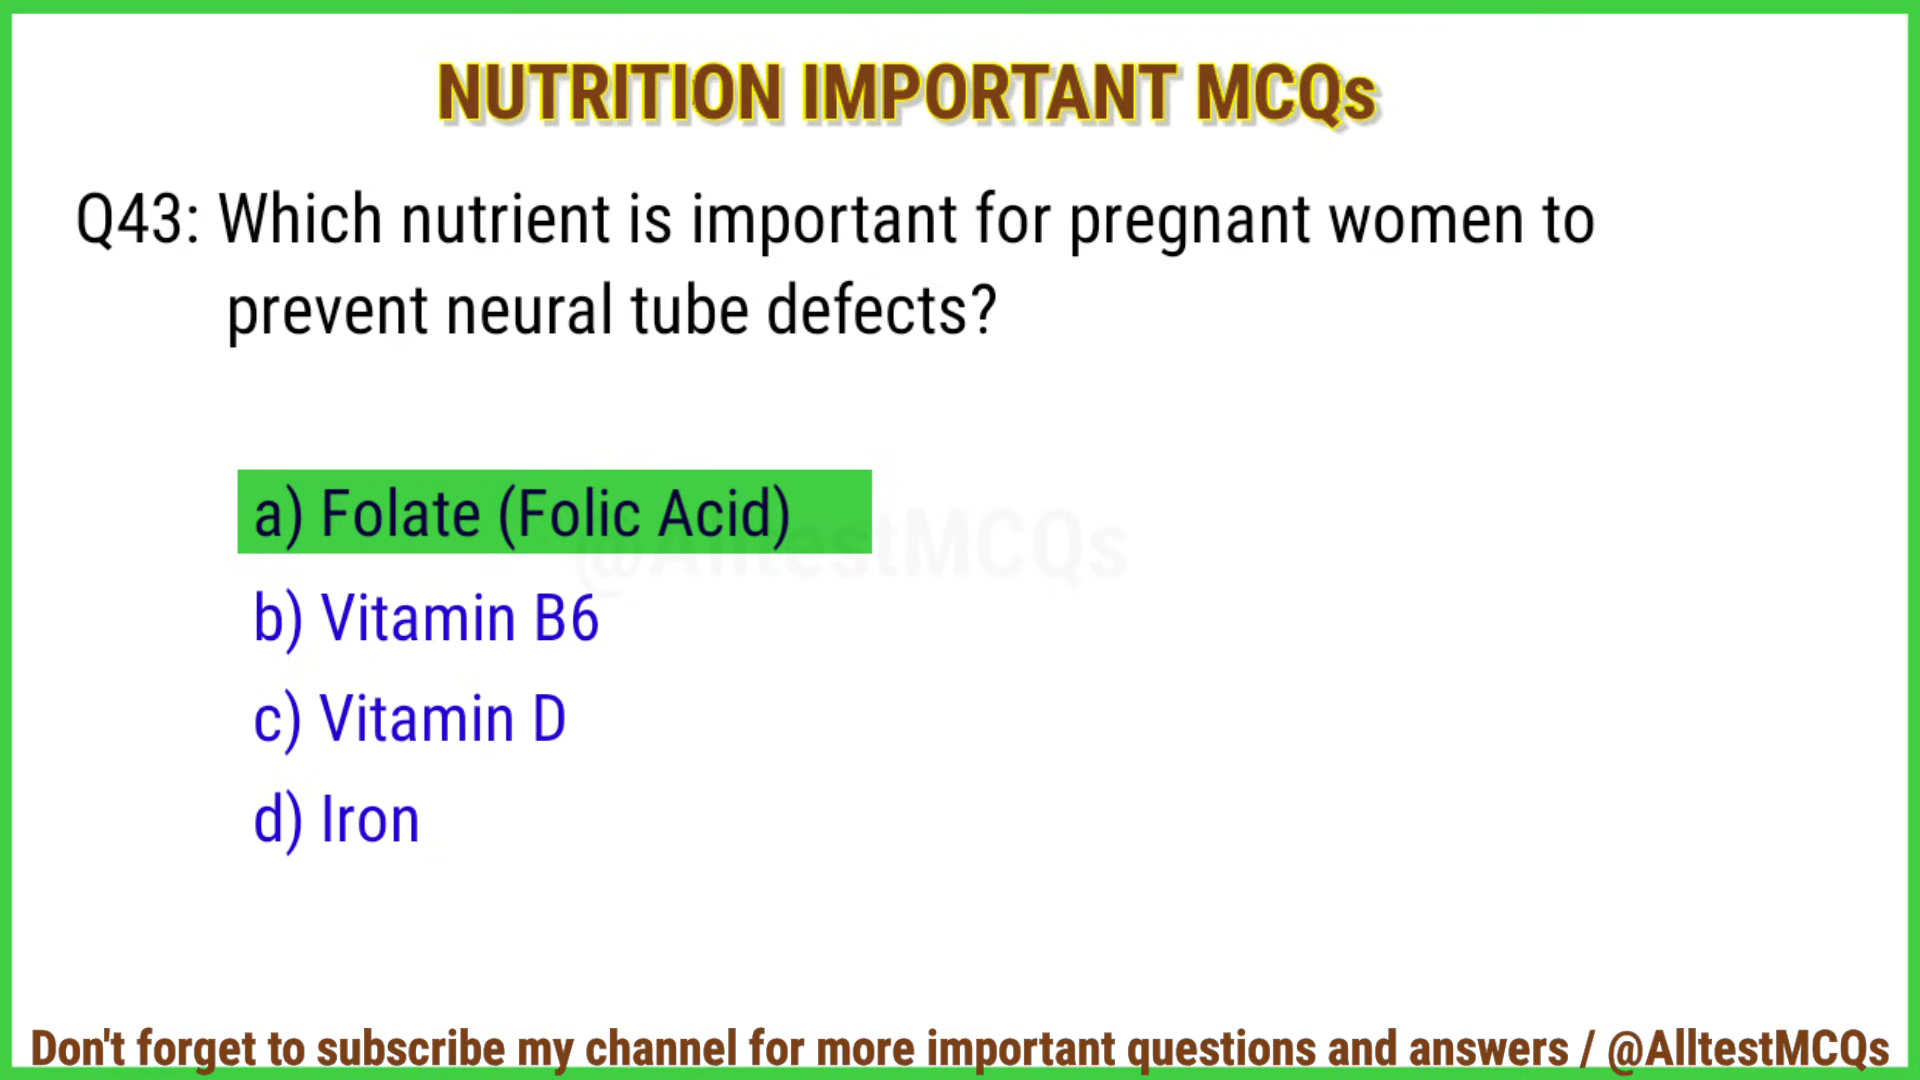 NUTRITION IMPORTANT MCQs
Q43: Which nutrient is important for pregnant women to
prevent neural tube defects?
a) Folate (Folic Acid)
@AlltestMCQs
b) Vitamin B6
c) Vitamin D
d) Iron
Don't forget to subscribe my channel for more important questions and answers / @AlltestMCQs